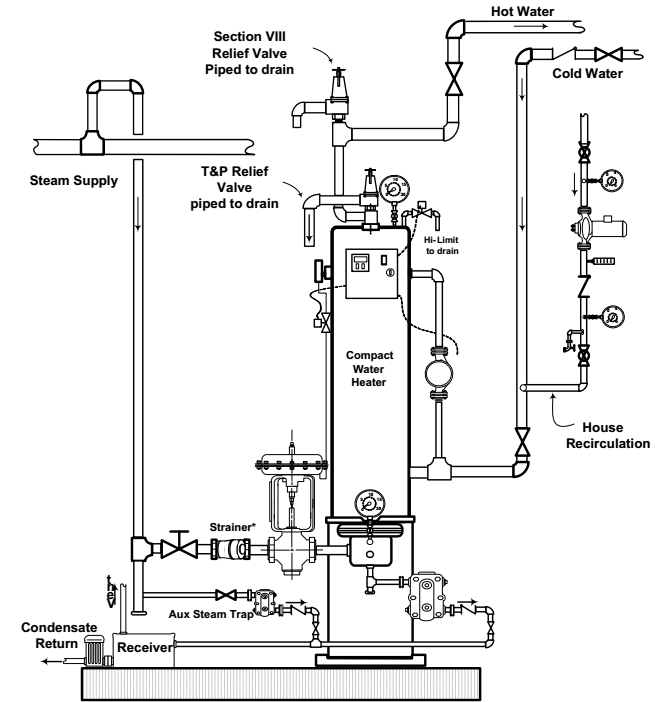 Hot Water
Section VIII
Relief Valve
Piped to drain
Cold Water
T&P Relief
Valve
piped to drain
Steam Supply
Hi-Limit
to drain
Compact
Water
Heater
House
Recirculation
Strainer*
vent
Aux Steam Trap
Condensate
Return
Receiver